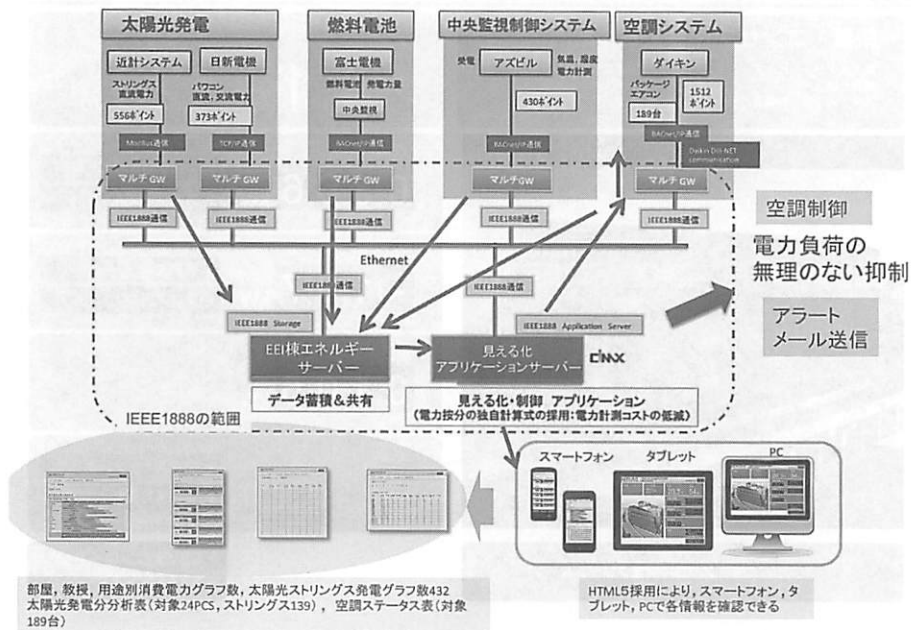 太陽光発電
燃料電池
中央監視制御システム
空調システム
近計システム
日新電機
富士電機
受電
アズビル
気温,湿度
電力計測
ダイキン
ストリングス
直流電力
パワコン
直流,交流電力
燃料電池 発電力量
パッケージ
エアコン
1512
ポイント
556ポイント
373ポイント
中央監視
430ポイント
189台
Modbus通信
TCP/IP通信
BACnet/IP通信
BACnet/IP通信
BACnet/IP通信
Daikin DIII-NET
communication
マルチGW
マルチGW
マルチGW
マルチGW
マルチGW
IEEE1888通信
IEEE1888通信
IEEE1888通信
IEEE1888通信
IEEE1888通信
Ethernet
IEEE1888通信
IEEE1888通信
空調制御
電力負荷の
無理のない抑制
アラート
メール送信
IEEE1888 Storage
IEEE1888 Application Server
EEI棟エネルギー
サーバー
見える化
アプリケーションサーバー
データ蓄積&共有
見える化・制御 アプリケーション
(電力按分の独自計算式の採用:電力計測コストの低減)
IEEE1888の範囲
スマートフォン
タブレット
PC
部屋,教授,用途別消費電力グラフ数,太陽光ストリングス発電グラフ数432
太陽光発電分分析表(対象24PCS,ストリングス139),空調ステータス表(対象
189台)
HTML5採用により,スマートフォン,タ
ブレット,PCで各情報を確認できる